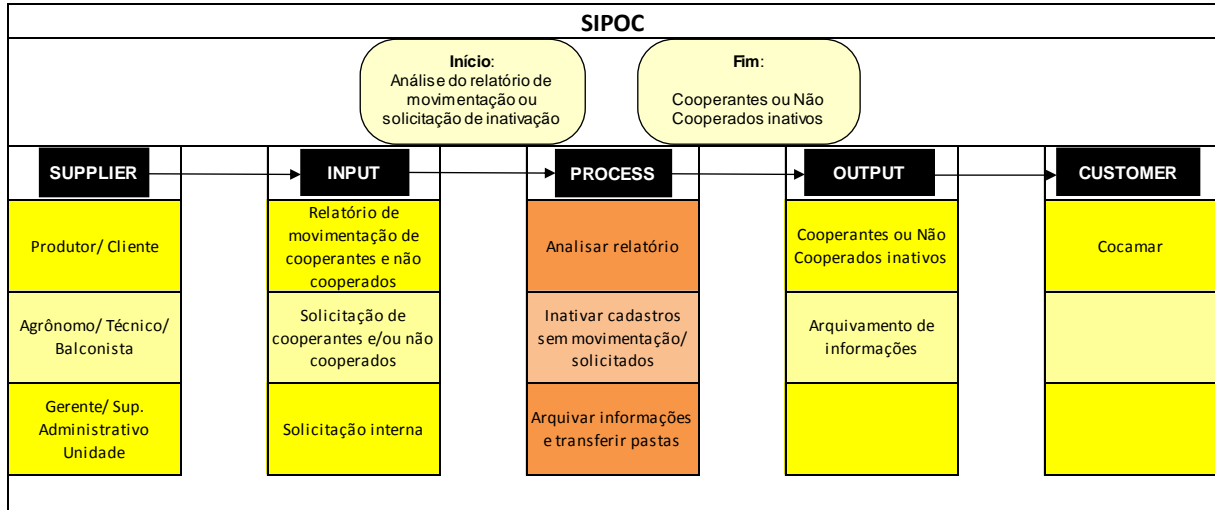 SIPOC
Início:
Análise do relatório de
movimentação ou
solicitação de inativação
Fim:
Cooperantes ou Não
Cooperados inativos
SUPPLIER
INPUT
PROCESS
OUTPUT
CUSTOMER
Produtor/ Cliente
Relatório de
movimentação de
cooperantes e não
cooperados
Analisar relatório
Cooperantes ou Não
Cooperados inativos
Cocamar
Agrônomo/ Técnico/
Balconista
Solicitação de
cooperantes e/ou não
cooperados
Inativar cadastros
sem movimentação/
solicitados
Arquivamento de
informações
Gerente/ Sup.
Administrativo
Unidade
Solicitação interna
Arquivar informações
e transferir pastas